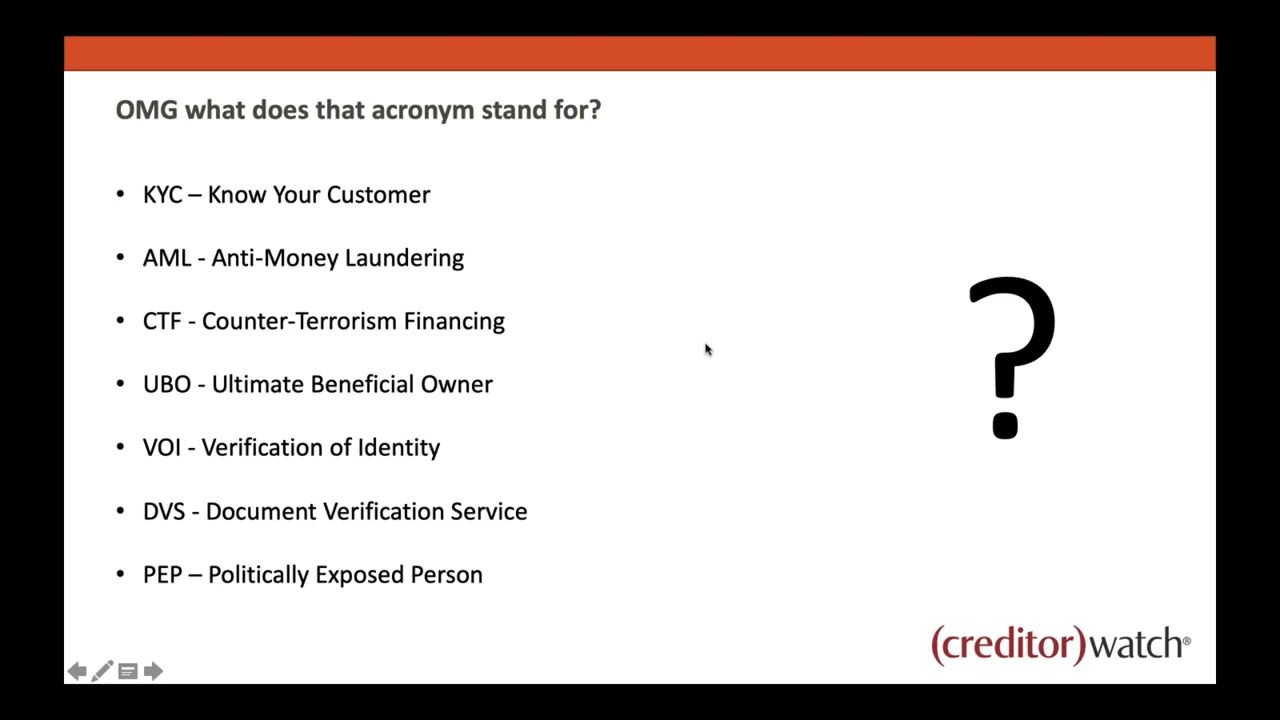 OMG what does that acronym stand for?
• KYC – Know Your Customer
• AML - Anti-Money Laundering
• CTF - Counter-Terrorism Financing
• UBO - Ultimate Beneficial Owner
• VOI - Verification of Identity
• DVS - Document Verification Service
• PEP – Politically Exposed Person
?
(creditor)watch®